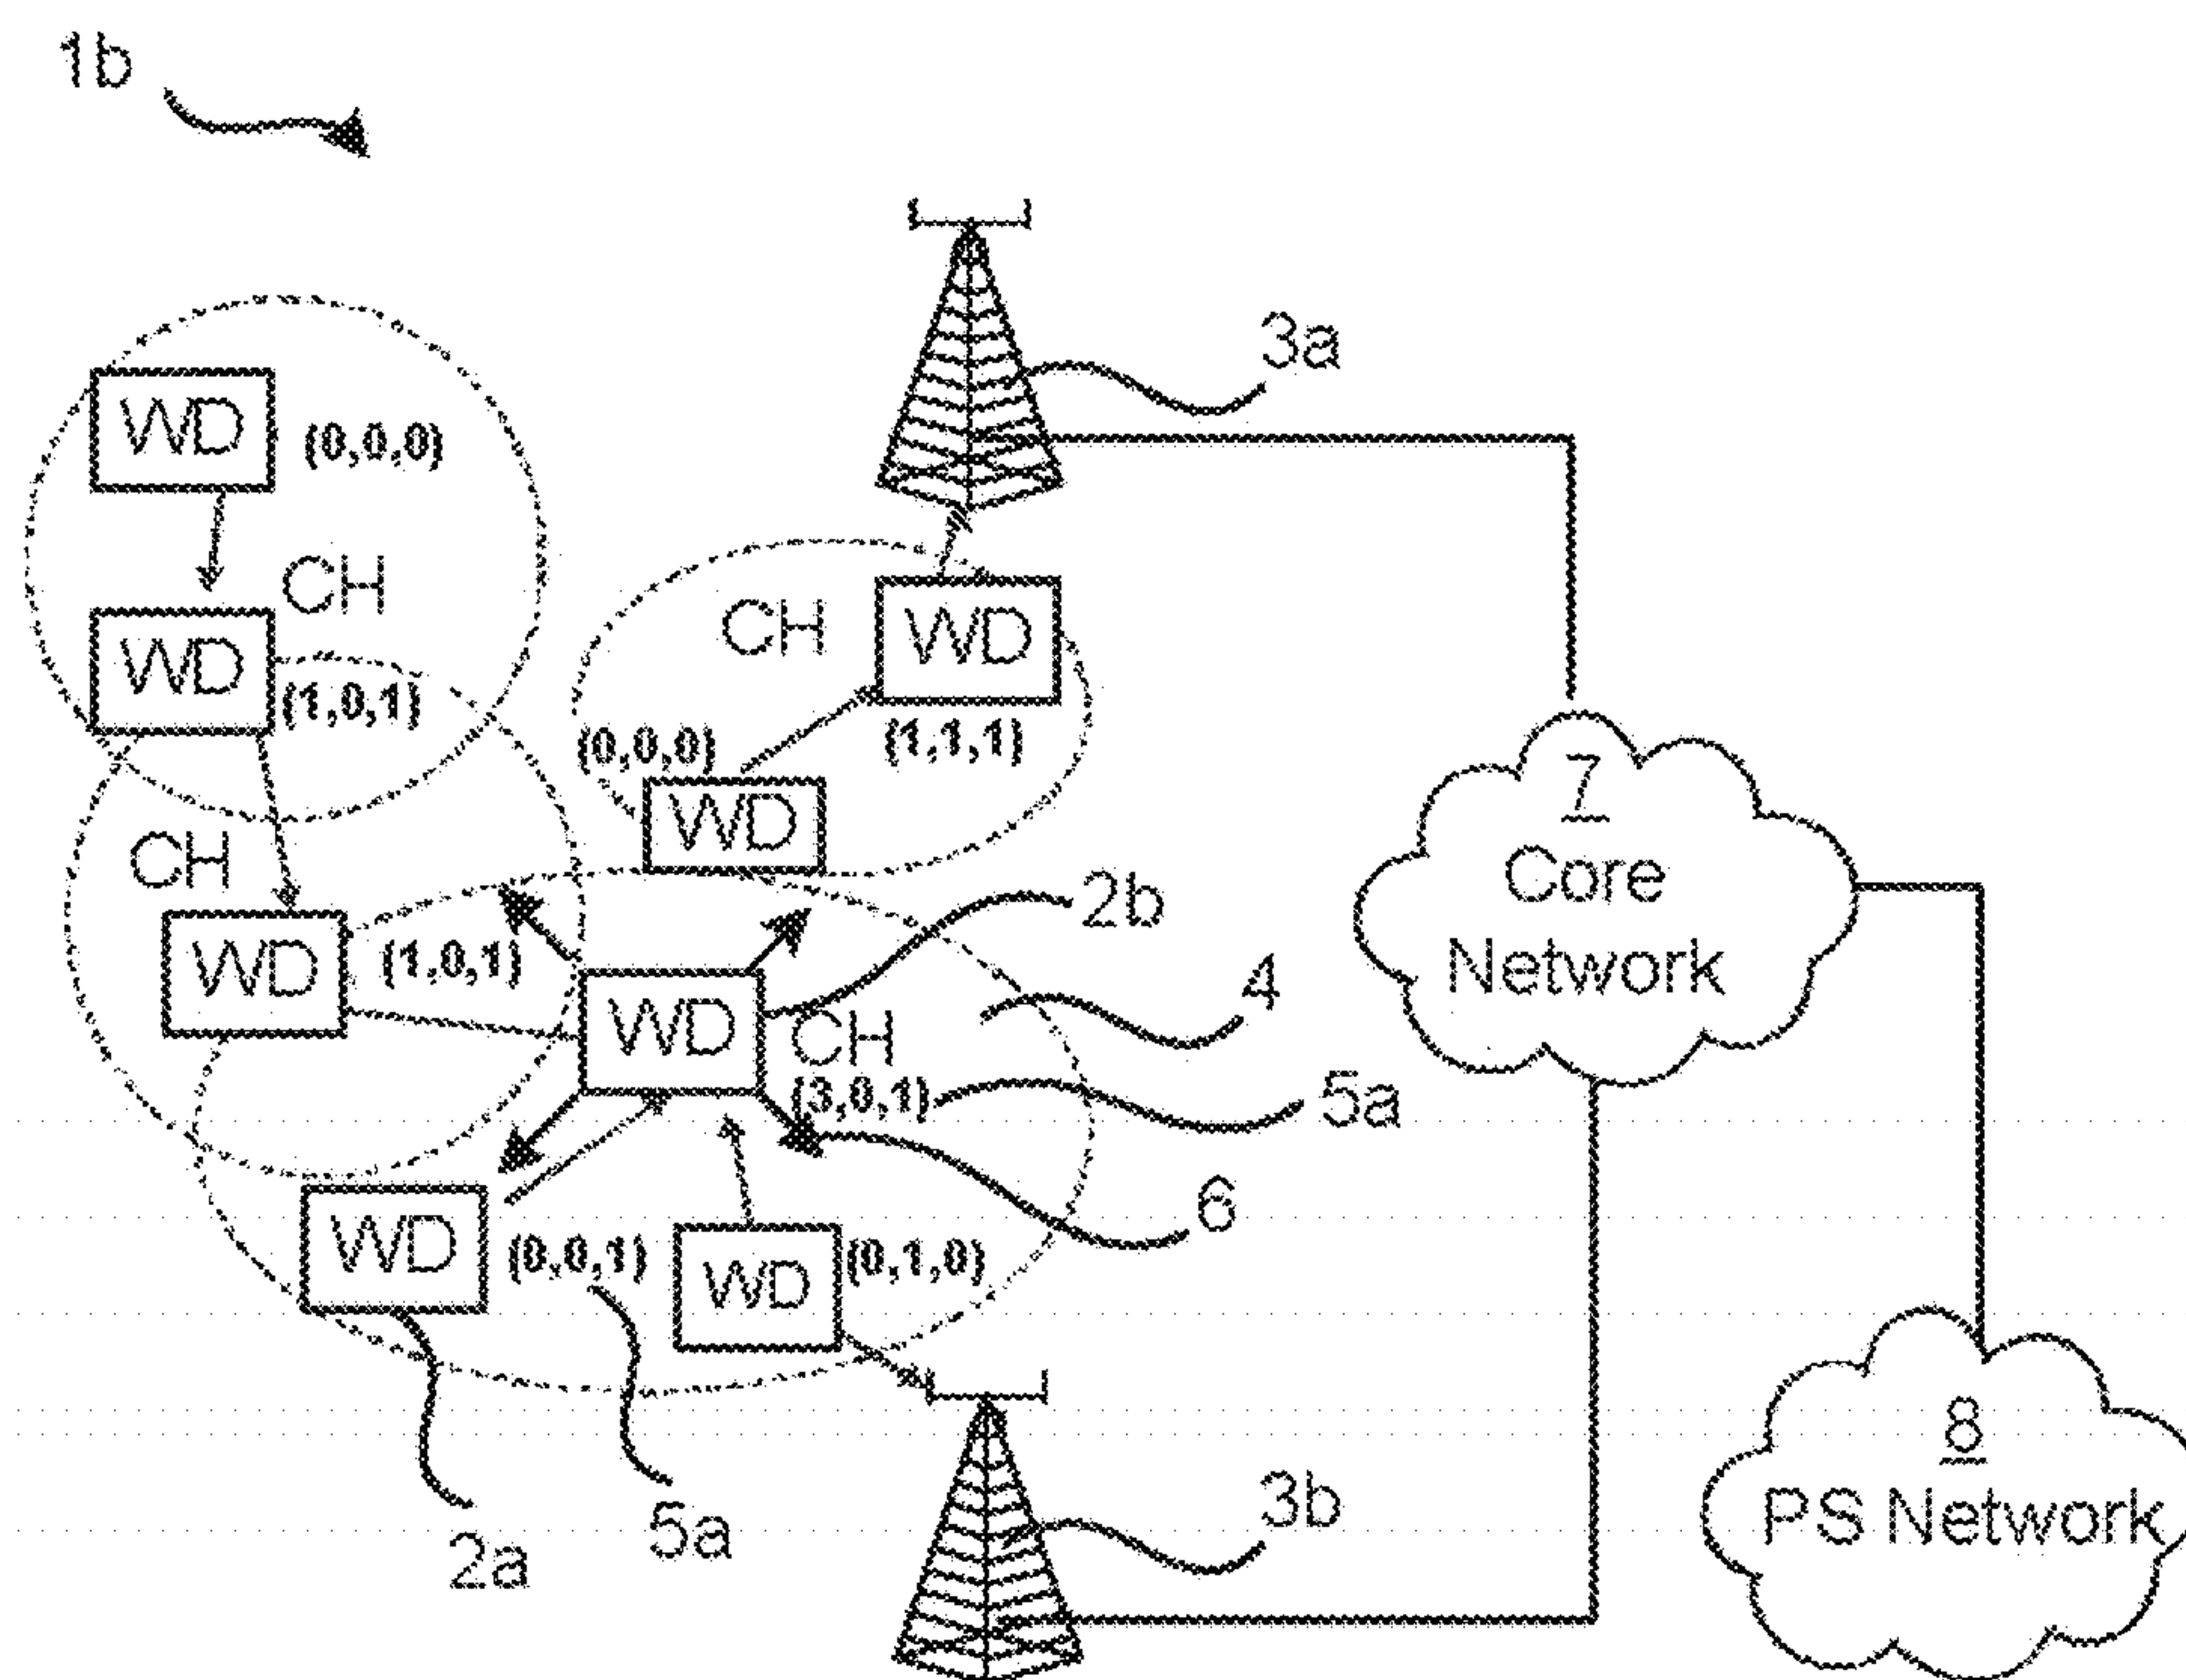 1b
3a
WD (0,0,0)
CH
WD (1,0,1)
CH WD
(1,1,1)
(0,0,0)
WD
7
Core
Network
CH
WD (1,0,1)
2b
WD CH
(3,0,1)
4
5a
6
WD (0,0,1)
WD (0,1,0)
2a
5a
3b
8
PS Network